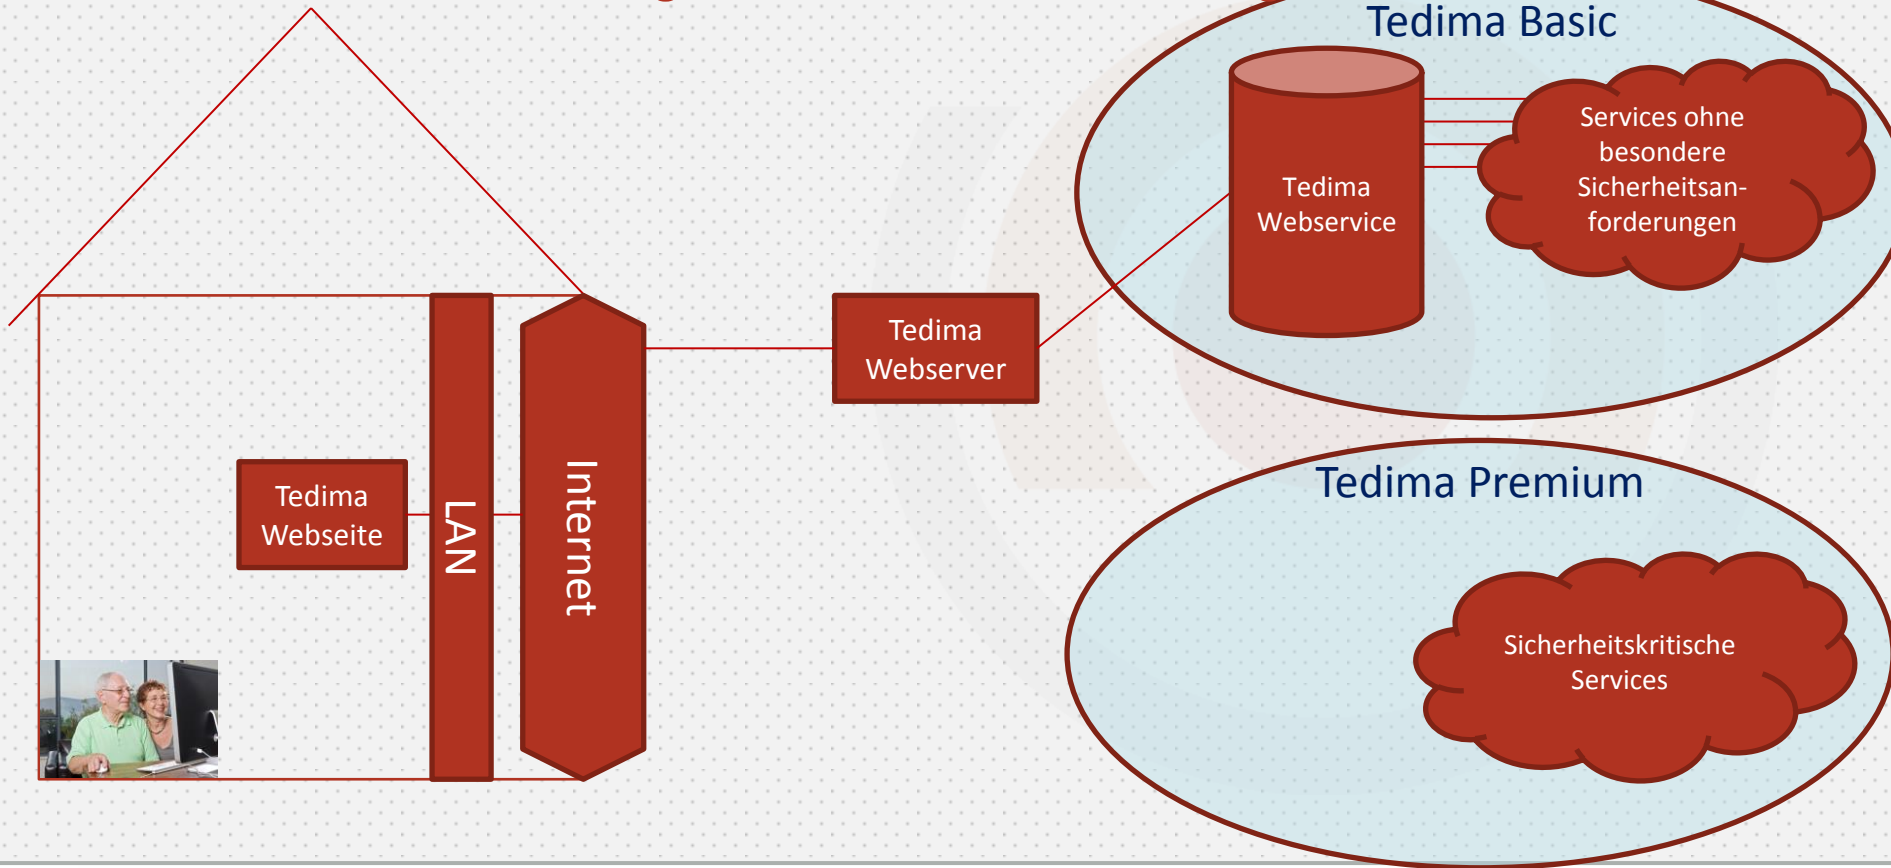 Tedima Basic
Tedima
Webservice
Services ohne
besondere
Sicherheitsan-
forderungen
Tedima
Webserver
Tedima
Webseite
LAN
Internet
Tedima Premium
Sicherheitskritische
Services